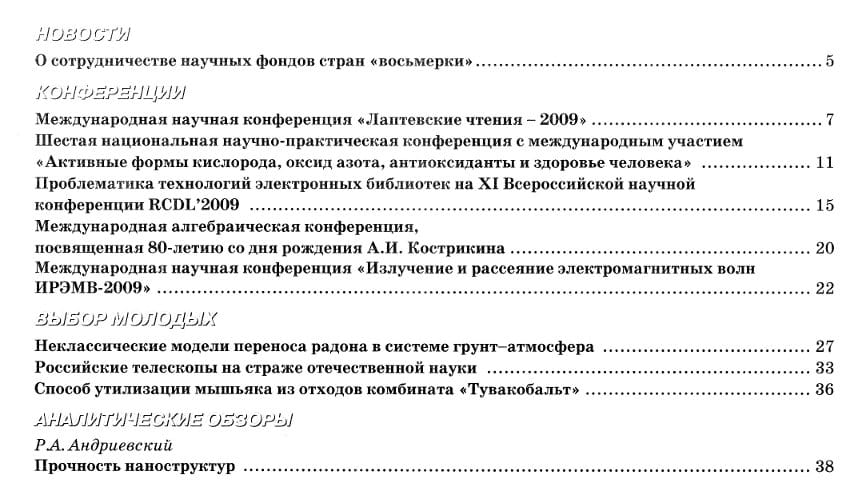 НОВОСТИ
О сотрудничестве научных фондов стран «восьмерки»........................................................ 5
КОНФЕРЕНЦИИ
Международная научная конференция «Лаптевские чтения – 2009» ..................................... 7
Шестая национальная научно-практическая конференция с международным участием
«Активные формы кислорода, оксид азота, антиоксиданты и здоровье человека» .................. 11
Проблематика технологий электронных библиотек на XI Всероссийской научной
конференции RCDL’2009 ........................................................................................ 15
Международная алгебраическая конференция,
посвященная 80-летию со дня рождения А.И. Кострикина................................................. 20
Международная научная конференция «Излучение и рассеяние электромагнитных волн
ИРЭМВ-2009»..................................................................................................... 22
ВЫБОР МОЛОДЫХ
Неклассические модели переноса радона в системе грунт–атмосфера ................................. 27
Российские телескопы на страже отечественной науки ..................................................... 33
Способ утилизации мышьяка из отходов комбината «Тувакобальт» ................................... 36
АНАЛИТИЧЕСКИЕ ОБЗОРЫ
Р.А. Андриевский
Прочность наноструктур ......................................................................................... 38